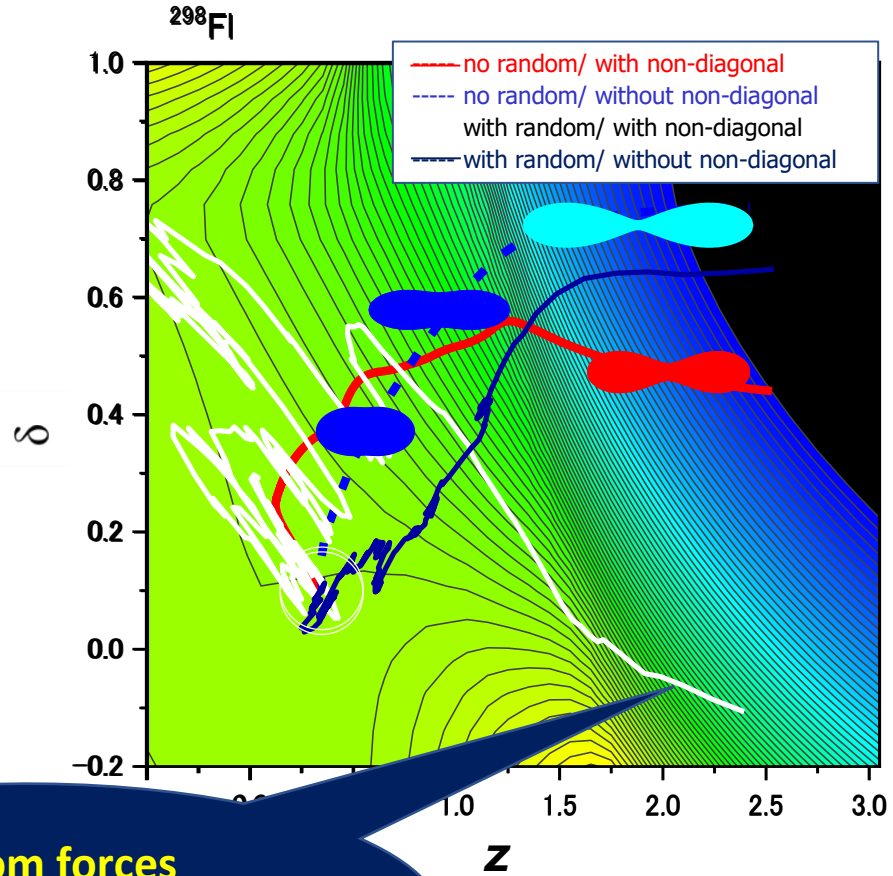 298Fl
1.0
no random/ with non-diagonal
no random/ without non-diagonal
with random/ with non-diagonal
with random/ without non-diagonal
0.8
0.6
δ
0.4
0.2
0.0
−0.2
1.0 1.5 2.0 2.5 3.0
z
om forces